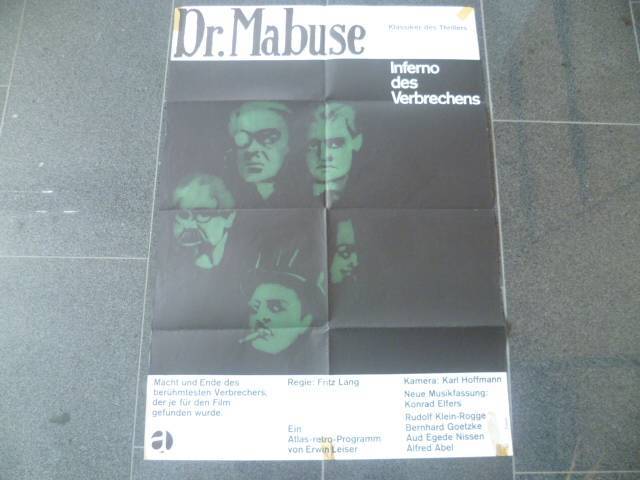 Dr. Mabuse
Klassiker des Thrillers
Inferno
des
Verbrechens
Macht und Ende des
berühmtesten Verbrechers,
der je für den Film
gefunden wurde.
a
Regie: Fritz Lang
Ein
Atlas-retro-Programm
von Erwin Leiser
Kamera: Karl Hoffmann
Neue Musikfassung:
Konrad Elfers
Rudolf Klein-Rogge
Bernhard Goetzke
Aud Egede Nissen
Alfred Abel